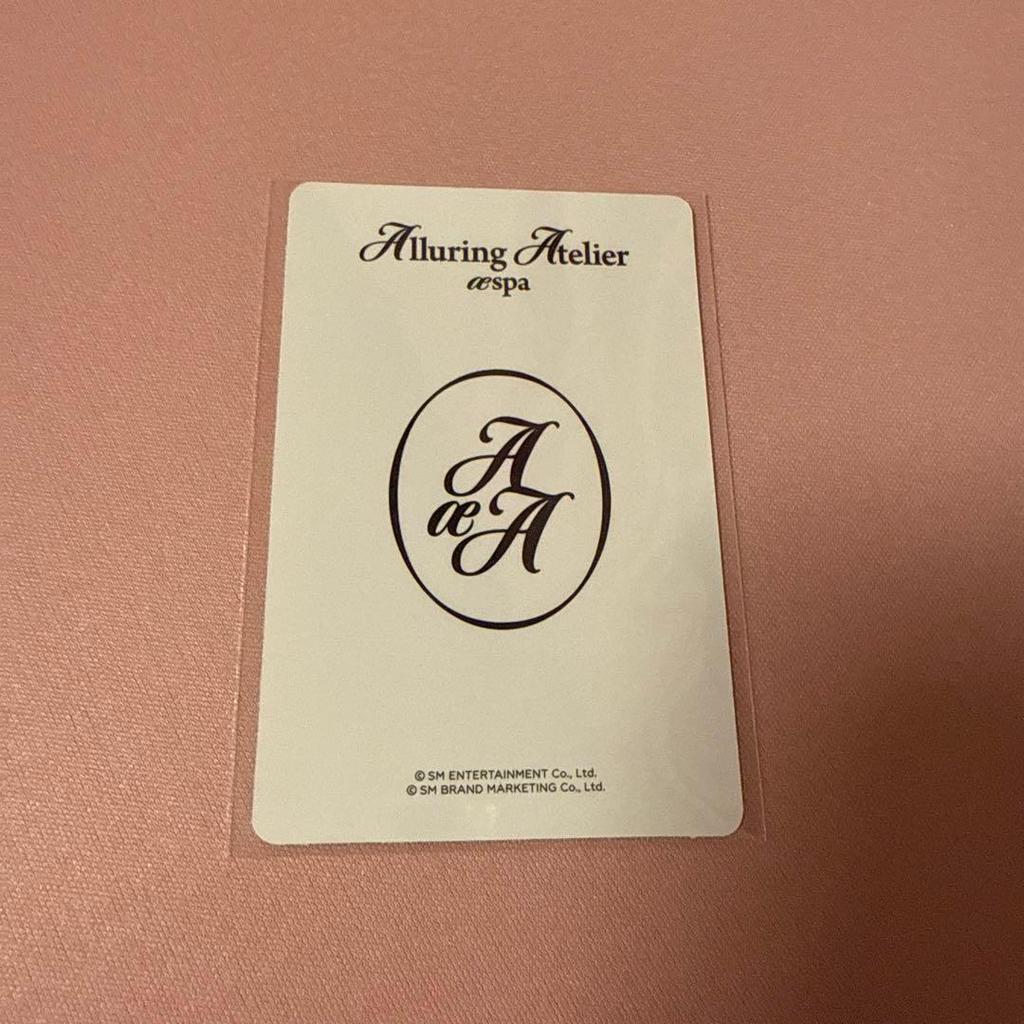 Alluring Atelier
æspa
A
æA
© SM ENTERTAINMENT Co., Ltd.
© SM BRAND MARKETING Co., Ltd.